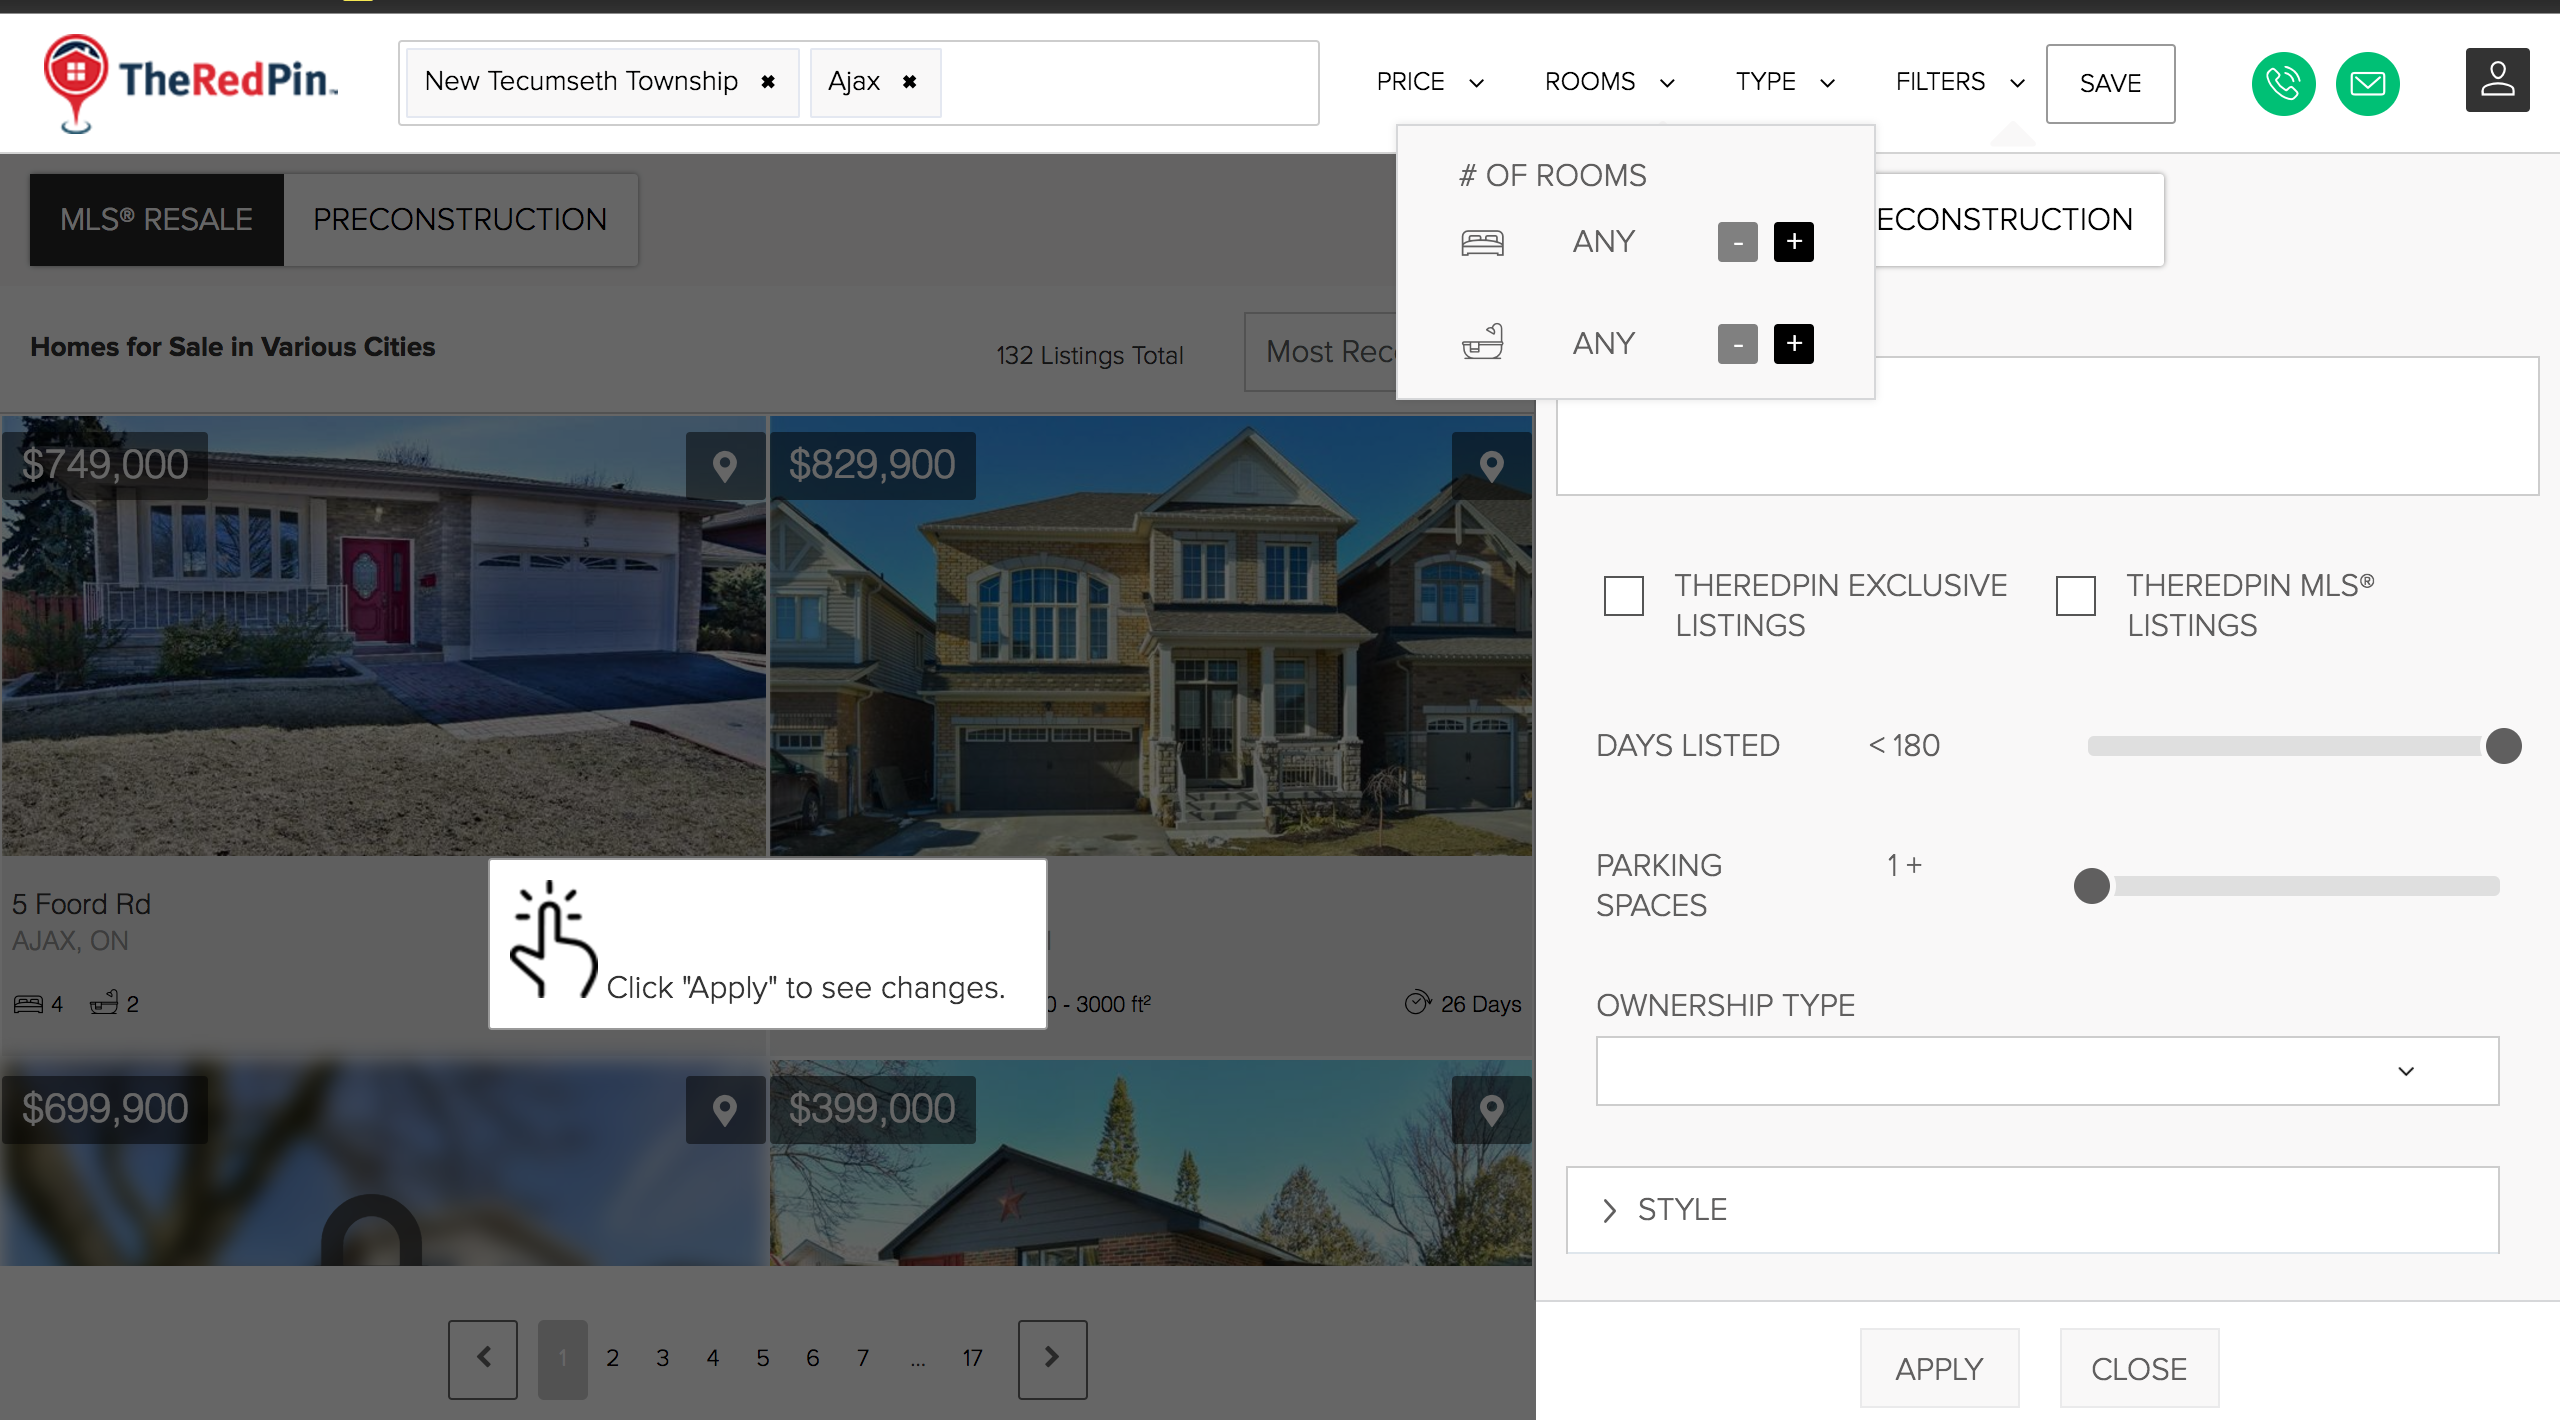 TheRedPin™
New Tecumseth Township ✖ Ajax ✖
PRICE ROOMS TYPE FILTERS SAVE
# OF ROOMS
ANY - +
ANY - +
MLS® RESALE PRECONSTRUCTION
ECONSTRUCTION
Homes for Sale in Various Cities
132 Listings Total
Most Rec
$749,000
$829,900
5 Foord Rd
AJAX, ON
4 2
Click "Apply" to see changes.
- 3000 ft²
26 Days
$699,900
$399,000
1 2 3 4 5 6 7 ... 17
THEREDPIN EXCLUSIVE
LISTINGS
THEREDPIN MLS®
LISTINGS
DAYS LISTED < 180
PARKING
SPACES
1 +
OWNERSHIP TYPE
STYLE
APPLY CLOSE